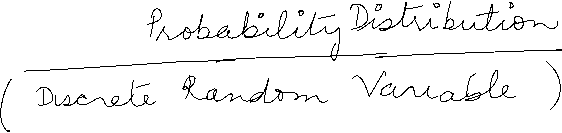 Probability Distribution
(Discrete Random Variable)